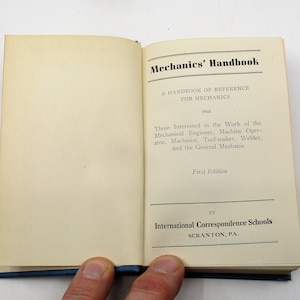 Mechanics' Handbook
A HANDBOOK OF REFERENCE
FOR MECHANICS
FOR
Those Interested in the Work of the
Mechanical Engineer, Machine Oper-
ator, Machinist, Tool-maker, Welder,
and the General Mechanic
First Edition
BY
International Correspondence Schools
SCRANTON, PA.